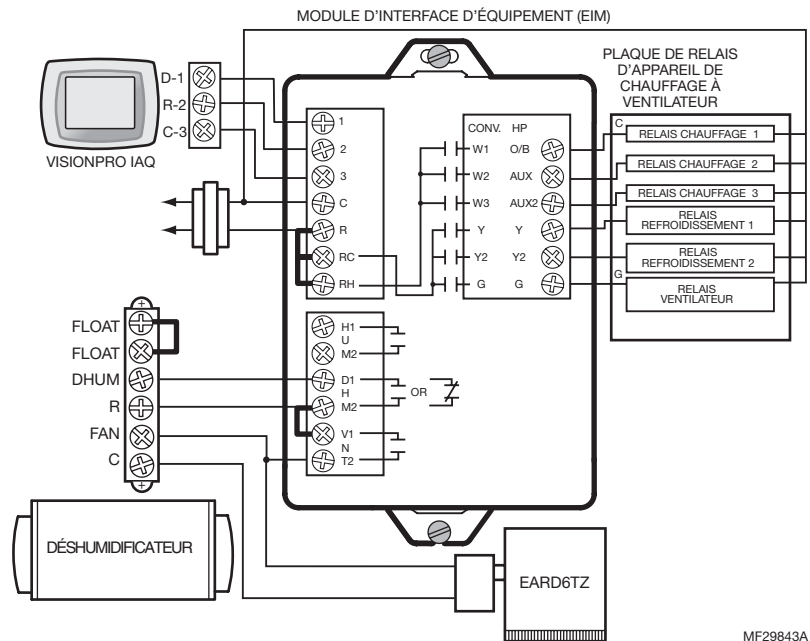 MODULE D'INTERFACE D'ÉQUIPEMENT (EIM)
PLAQUE DE RELAIS
D'APPAREIL DE
CHAUFFAGE À
VENTILATEUR
D-1
R-2
C-3
VISIONPRO IAQ
1
2
3
C
R
RC
RH
CONV. HP
W1 O/B
W2 AUX
W3 AUX2
Y Y
Y2 Y2
G G
C
RELAIS CHAUFFAGE 1
RELAIS CHAUFFAGE 2
RELAIS CHAUFFAGE 3
RELAIS
REFROIDISSEMENT 1
RELAIS
REFROIDISSEMENT 2
G
RELAIS
VENTILATEUR
FLOAT
FLOAT
DHUM
R
FAN
C
H1
U
M2
D1
H
M2
V1
N
T2
OR
DÉSHUMIDIFICATEUR
EARD6TZ
MF29843A